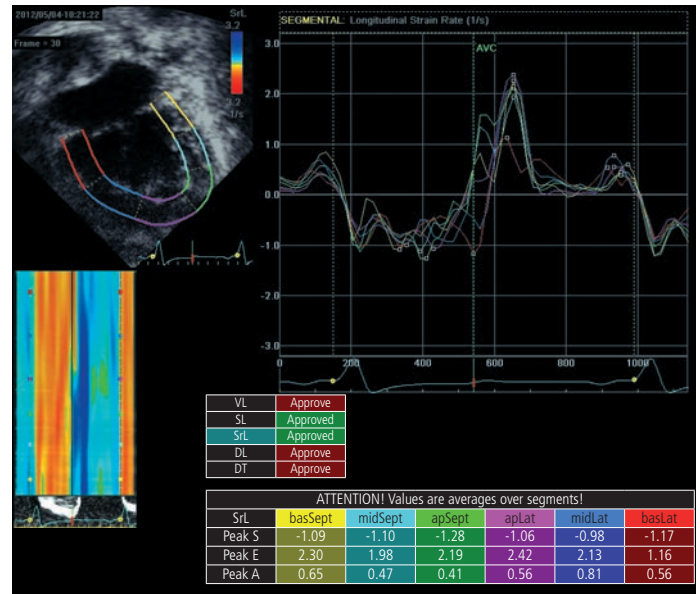 2012/05/04-10:21:22
SrL
3.2
Frame = 30
.2
1/s
SEGMENTAL: Longitudinal Strain Rate (1/s)
AVC
3.0
2.0
1.0
0.0
-1.0
-2.0
-3.0
0 200 400 600 800 1000
VL Approve
SL Approved
SrL Approved
DL Approve
DT Approve
ATTENTION! Values are averages over segments!
SrL basSept midSept apSept apLat midLat basLat
Peak S -1.09 -1.10 -1.28 -1.06 -0.98 -1.17
Peak E 2.30 1.98 2.19 2.42 2.13 1.16
Peak A 0.65 0.47 0.41 0.56 0.81 0.56